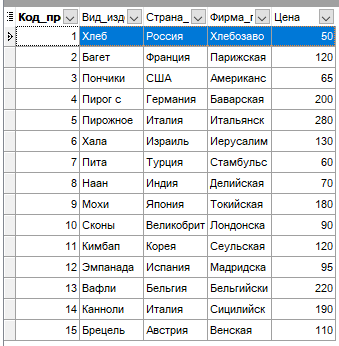 Код_пр Вид_изд Страна_ Фирма_г Цена
1 Хлеб Россия Хлебозаво 50
2 Багет Франция Парижская 120
3 Пончики США Американс 65
4 Пирог с Германия Баварская 200
5 Пирожное Италия Итальянск 280
6 Хала Израиль Иерусалим 130
7 Пита Турция Стамбульс 60
8 Наан Индия Делийская 70
9 Мохи Япония Токийская 180
10 Сконы Великобрит Лондонска 90
11 Кимбап Корея Сеульская 120
12 Эмпанада Испания Мадридска 95
13 Вафли Бельгия Бельгийски 220
14 Канноли Италия Сицилийск 190
15 Брецель Австрия Венская 110